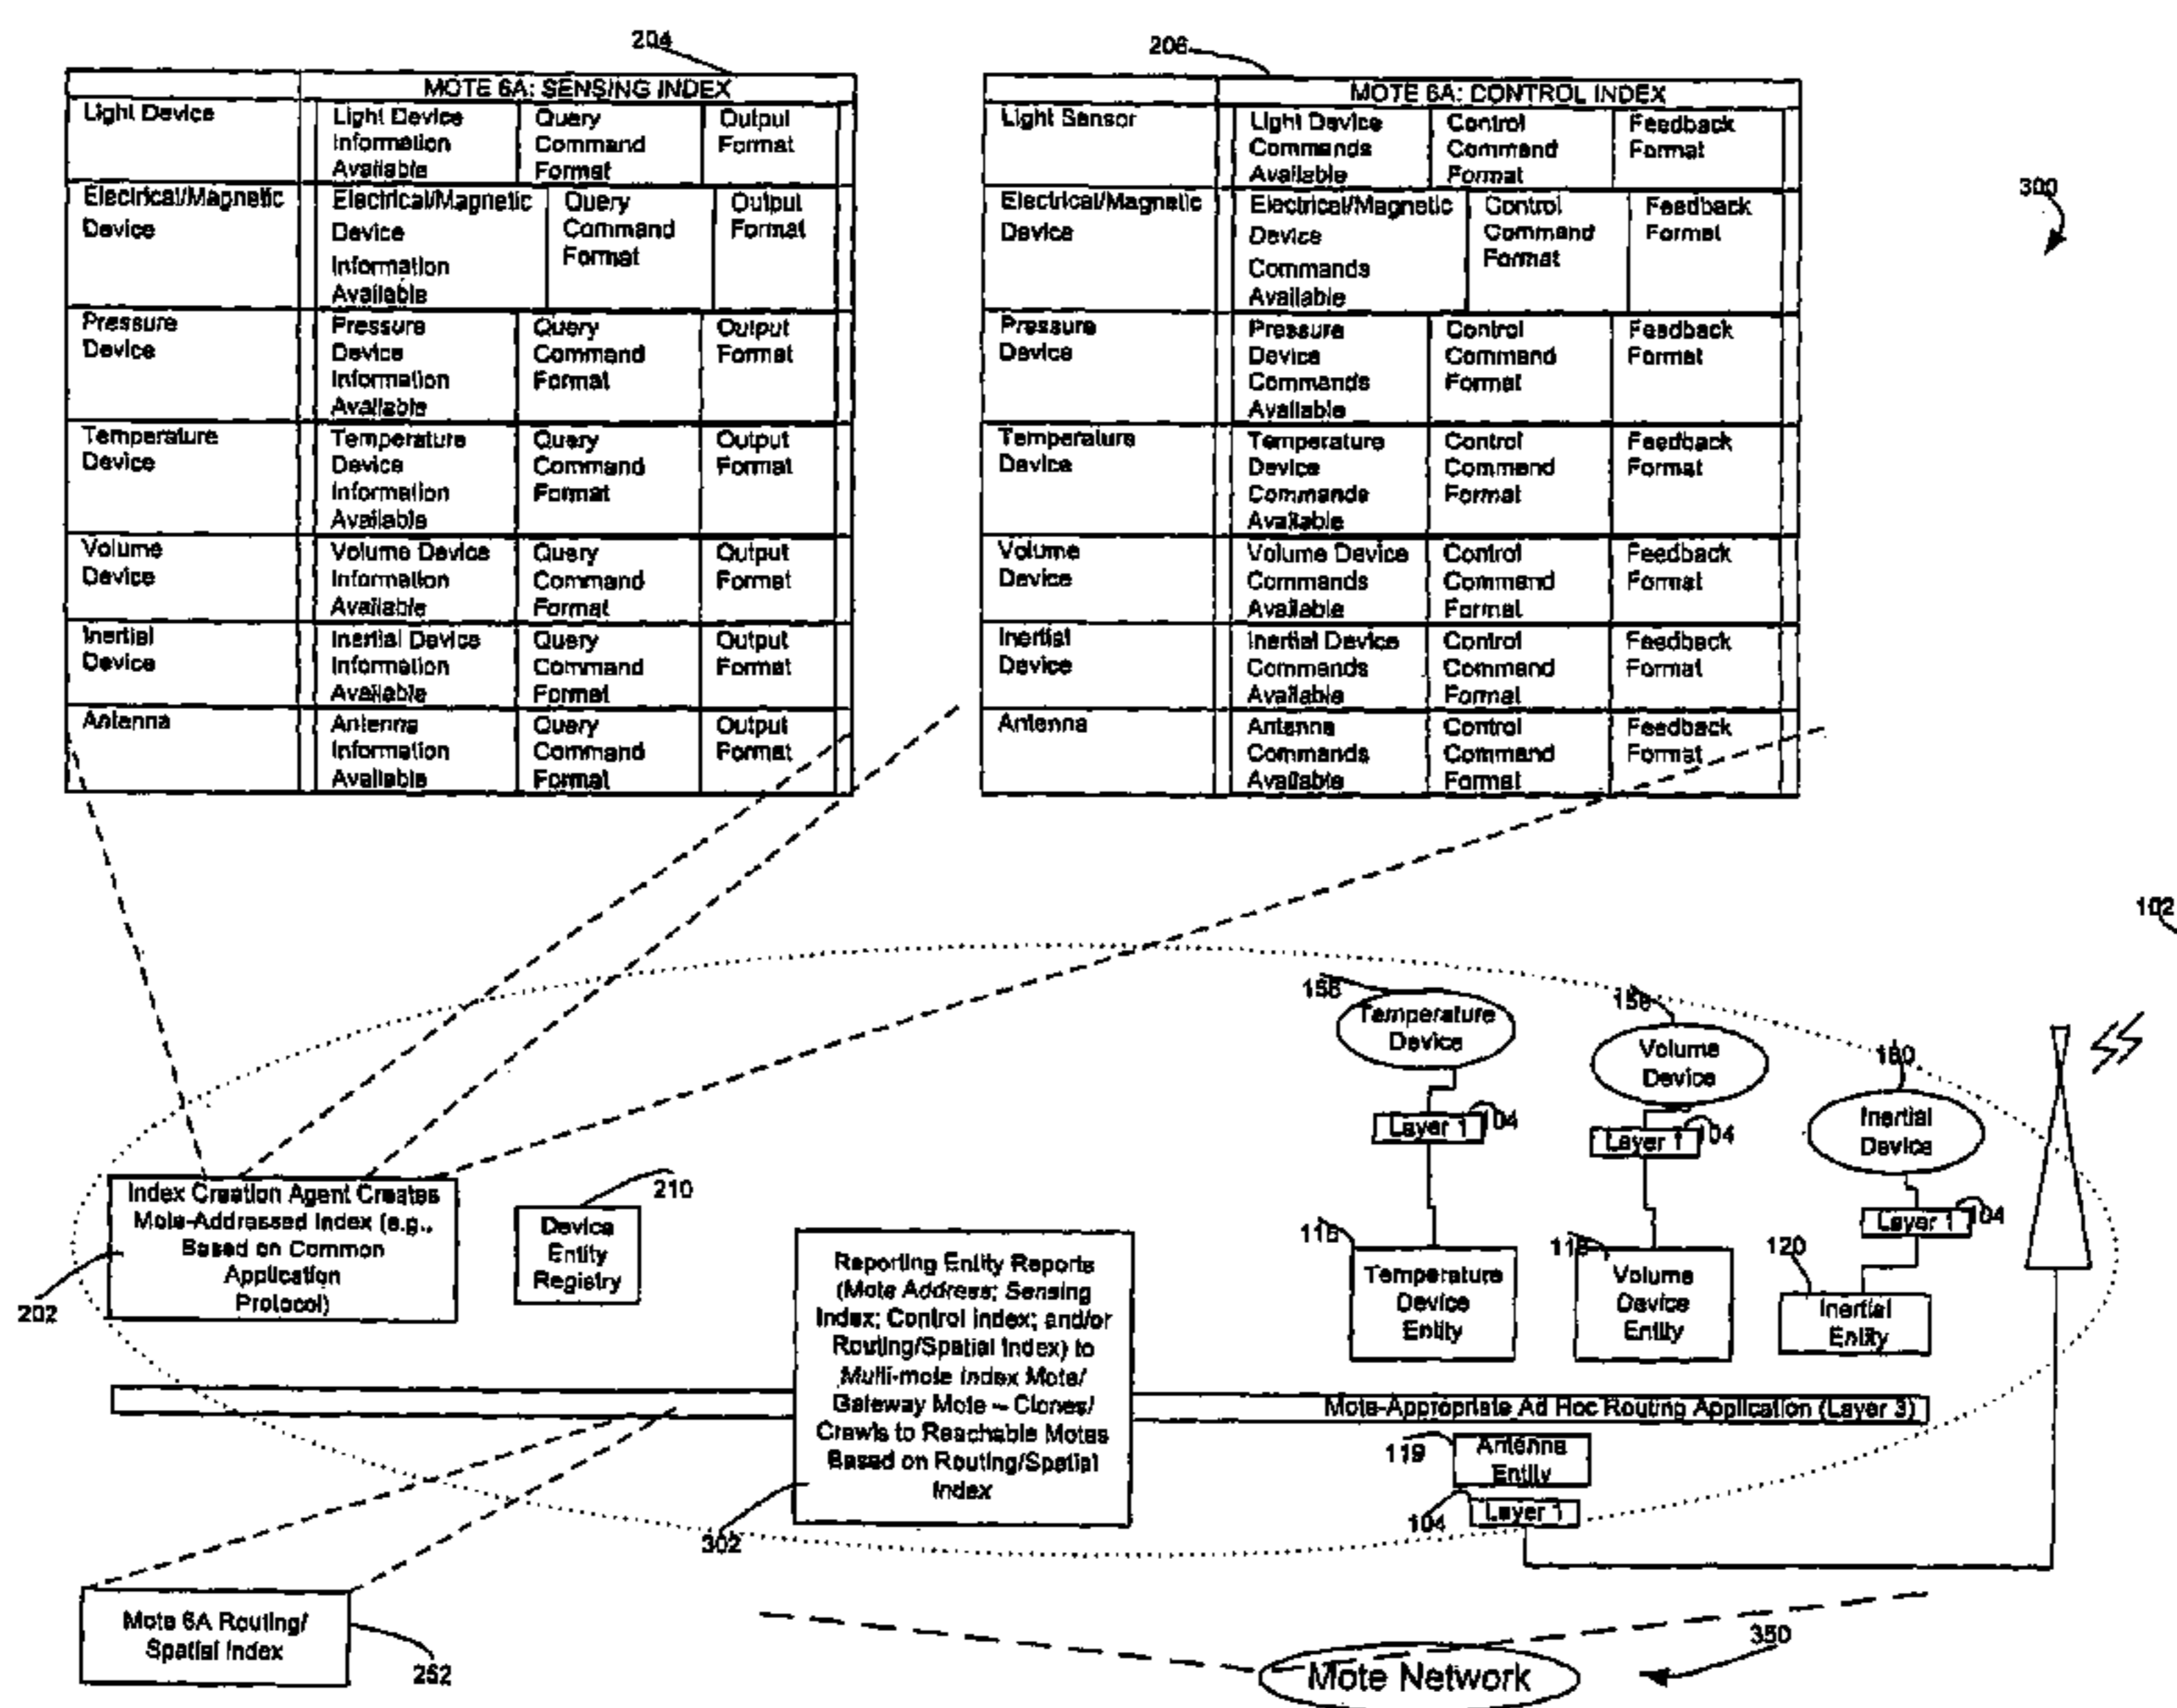 204
206
MOTE 6A: SENSING INDEX
Light Device
Light Device
Information
Available
Query
Command
Format
Output
Format
Electrical/Magnetic
Device
Electrical/Magnetic
Device
Information
Available
Query
Command
Format
Output
Format
Pressure
Device
Pressure
Device
Information
Available
Query
Command
Format
Output
Format
Temperature
Device
Temperature
Device
Information
Available
Query
Command
Format
Output
Format
Volume
Device
Volume Device
Information
Available
Query
Command
Format
Output
Format
Inertial
Device
Inertial Device
Information
Available
Query
Command
Format
Output
Format
Antenna
Antenna
Information
Available
Query
Command
Format
Output
Format
MOTE 6A: CONTROL INDEX
Light Sensor
Light Device
Commands
Available
Control
Command
Format
Feedback
Format
Electrical/Magnetic
Device
Electrical/Magnetic
Device
Commands
Available
Control
Command
Format
Feedback
Format
Pressure
Device
Pressure
Device
Commands
Available
Control
Command
Format
Feedback
Format
Temperature
Device
Temperature
Device
Commands
Available
Control
Command
Format
Feedback
Format
Volume
Device
Volume Device
Commands
Available
Control
Command
Format
Feedback
Format
Inertial
Device
Inertial Device
Commands
Available
Control
Command
Format
Feedback
Format
Antenna
Antenna
Commands
Available
Control
Command
Format
Feedback
Format
300
102
Temperature
Device
Volume
Device
Inertial
Device
Layer 1
104
Layer 1
104
Layer 1
104
Index Creation Agent Creates
Mote-Addressed Index (e.g.,
Based on Common
Application
Protocol)
202
210
Device
Entity
Registry
Reporting Entity Reports
(Mote Address; Sensing
Index; Control index; and/or
Routing/Spatial Index) to
Multi-mote Index Mote/
Gateway Mote – Clones/
Crawls to Reachable Motes
Based on Routing/Spatial
Index
302
Temperature
Device
Entity
Volume
Device
Entity
120
Inertial
Entity
Mote-Appropriate Ad Hoc Routing Application (Layer 3)
119
Antenna
Entity
104
Layer 1
Mote 6A Routing/
Spatial Index
252
Mote Network
350